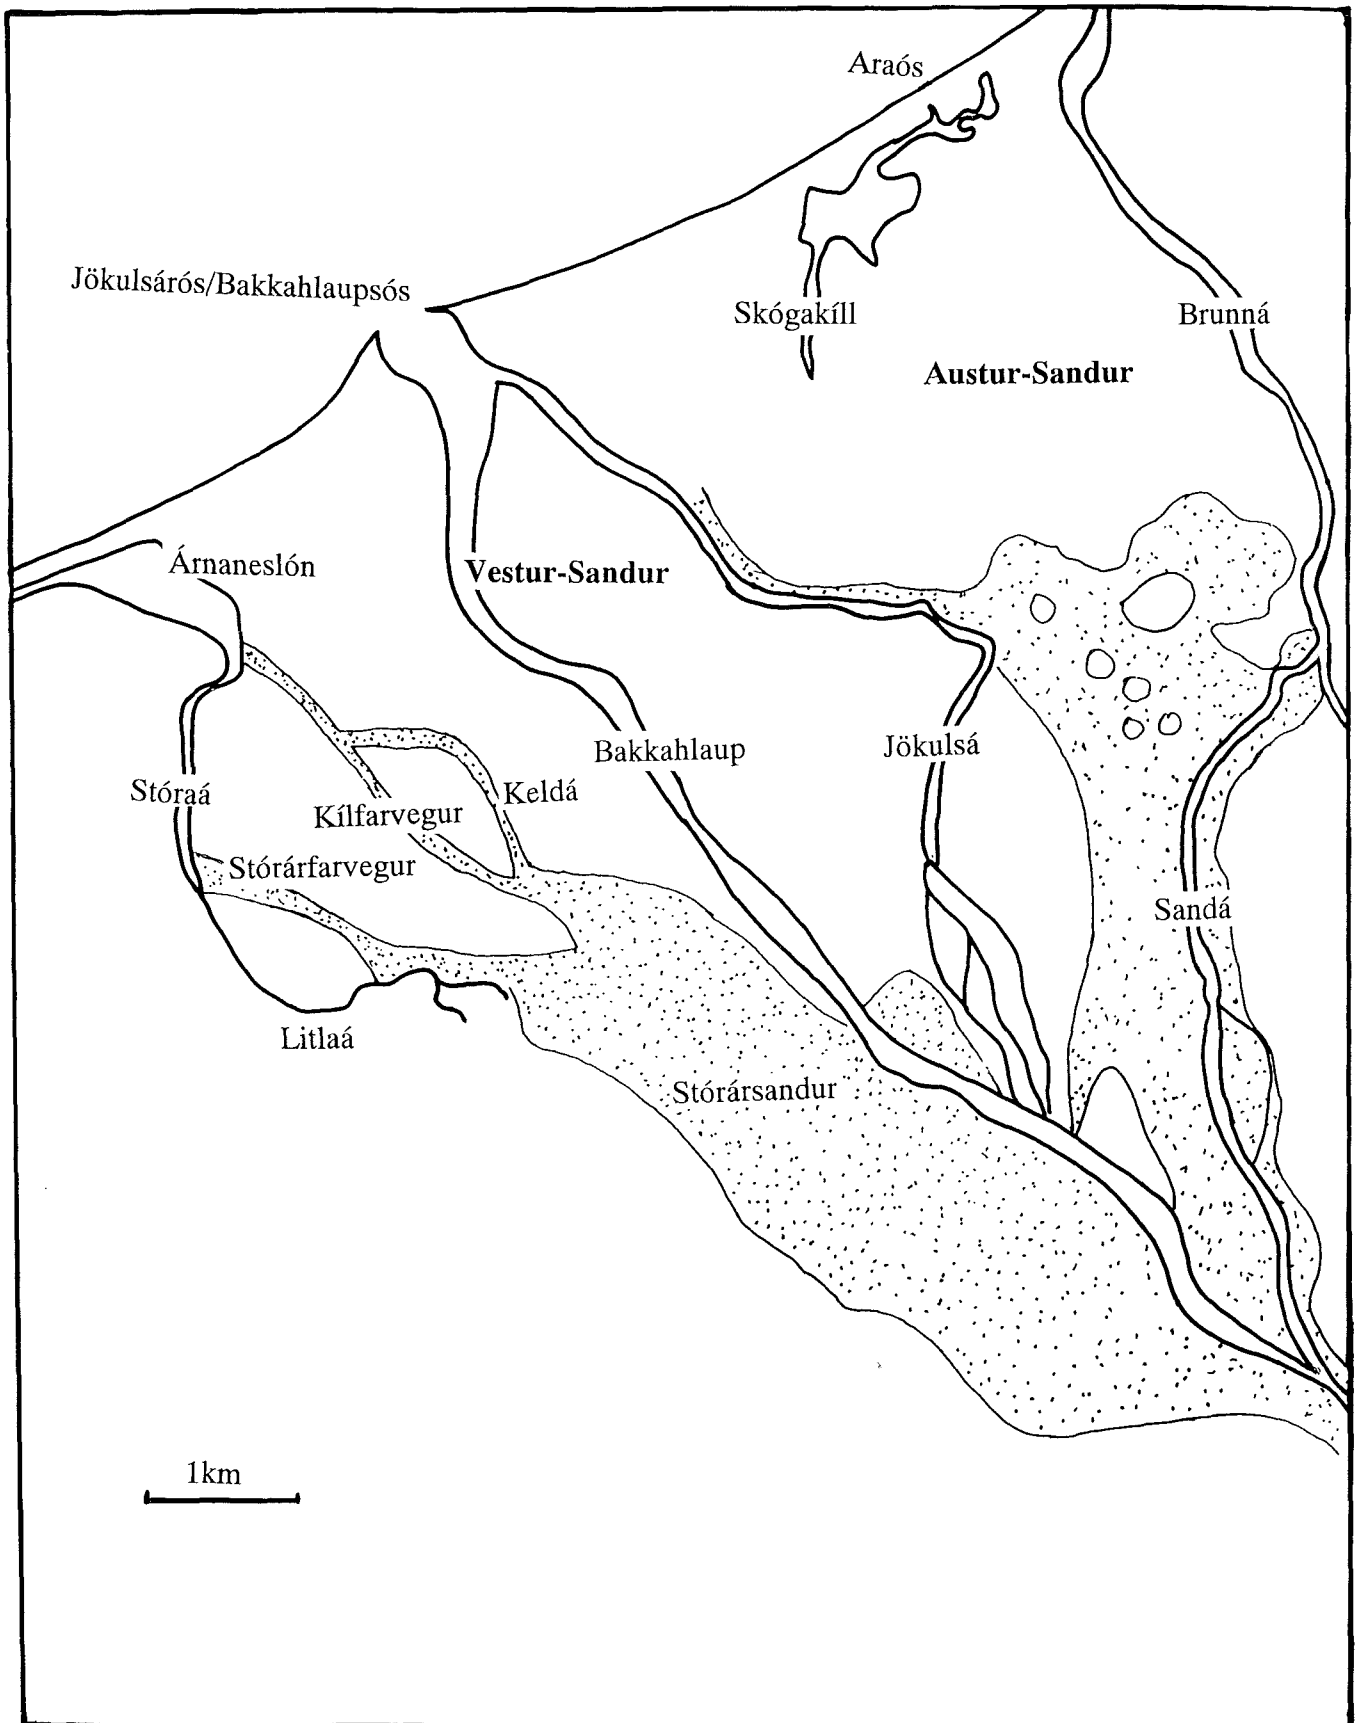 Araós
Jökulsárós/Bakkahlaupsós
Skógakíll
Brunná
Austur-Sandur
Árnaneslón
Vestur-Sandur
Bakkahlaup
Jökulsá
Stóraá
Keldá
Kílfarvegur
Stórárfarvegur
Sandá
Litlaá
Stórársandur
1km